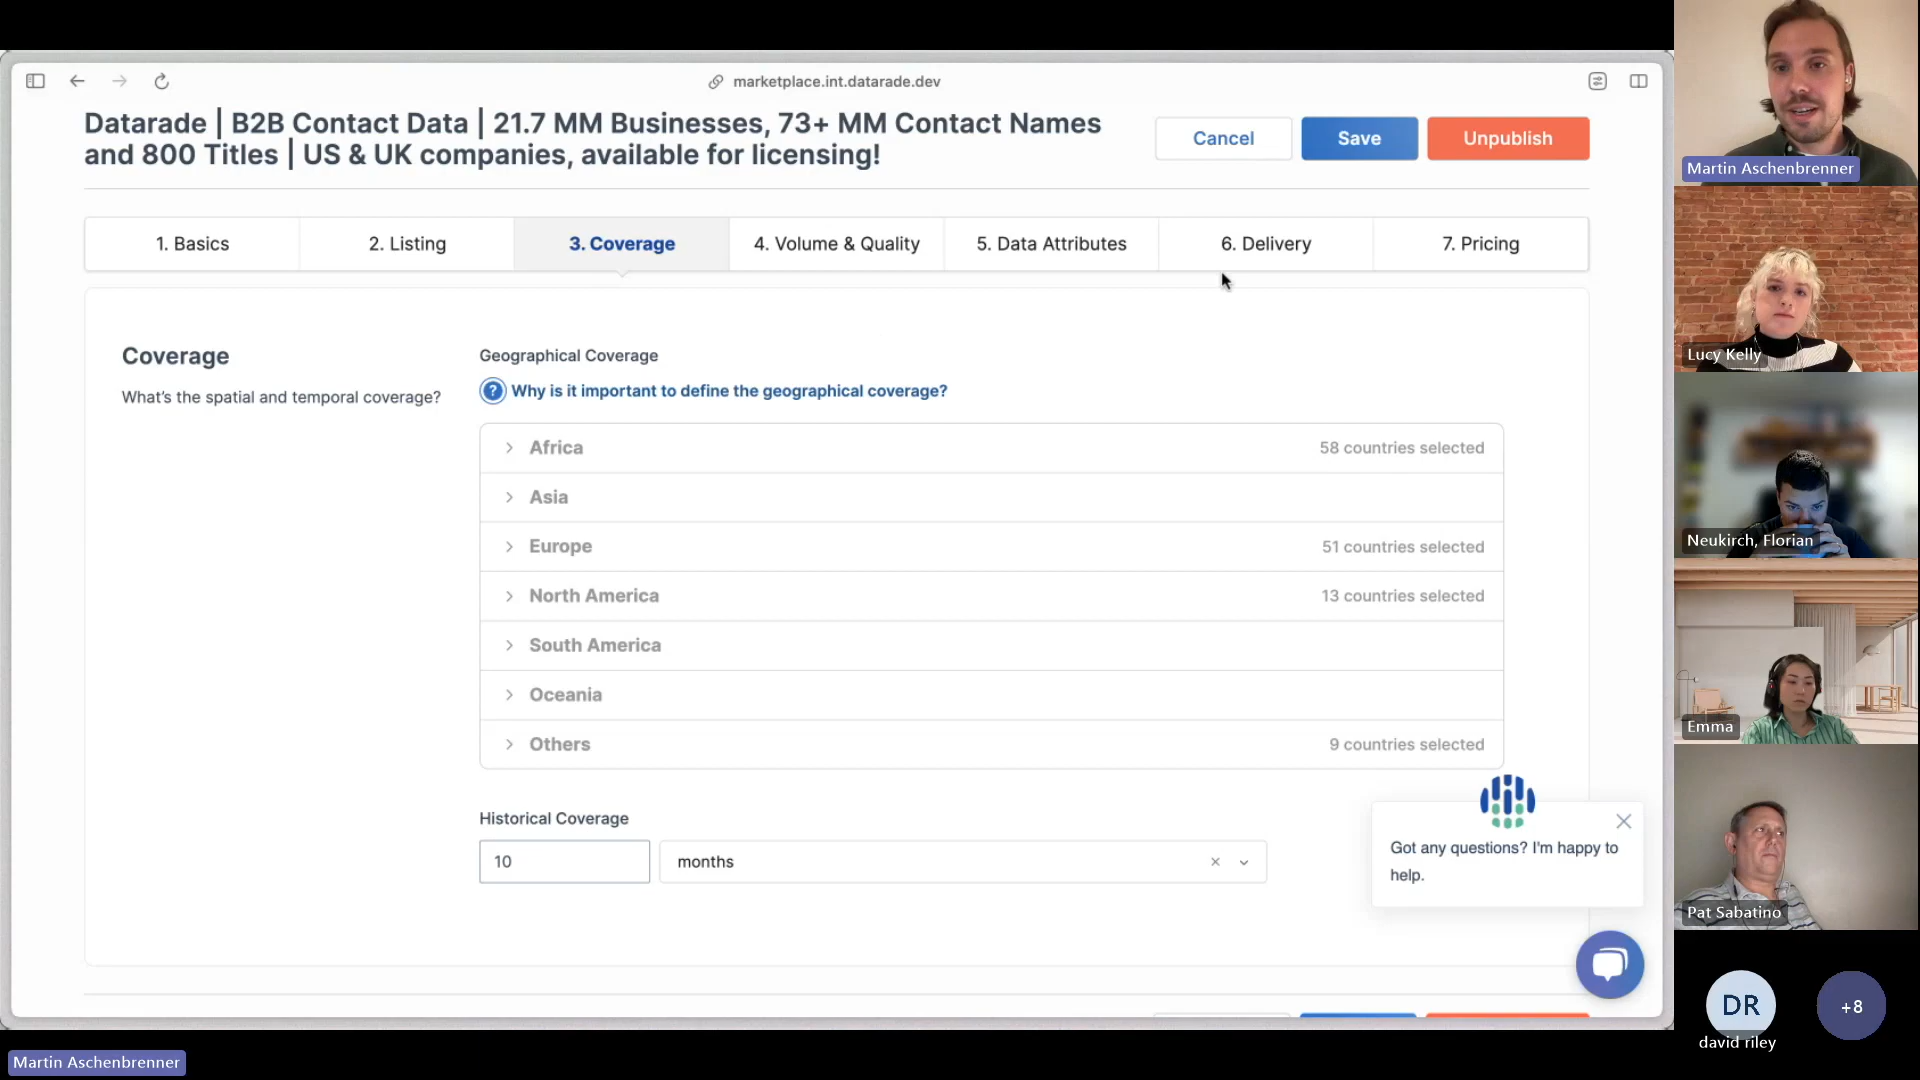 marketplace.int.datarade.dev
Datarade | B2B Contact Data | 21.7 MM Businesses, 73+ MM Contact Names
and 800 Titles | US & UK companies, available for licensing!
Cancel
Save
Unpublish
1. Basics
2. Listing
3. Coverage
4. Volume & Quality
5. Data Attributes
6. Delivery
7. Pricing
Coverage
What's the spatial and temporal coverage?
Geographical Coverage
? Why is it important to define the geographical coverage?
Africa
58 countries selected
Asia
Europe
51 countries selected
North America
13 countries selected
South America
Oceania
Others
9 countries selected
Historical Coverage
10
months
Got any questions? I'm happy to
help.
Martin Aschenbrenner
Lucy Kelly
Neukirch, Florian
Emma
Pat Sabatino
DR
david riley
+8
Martin Aschenbrenner